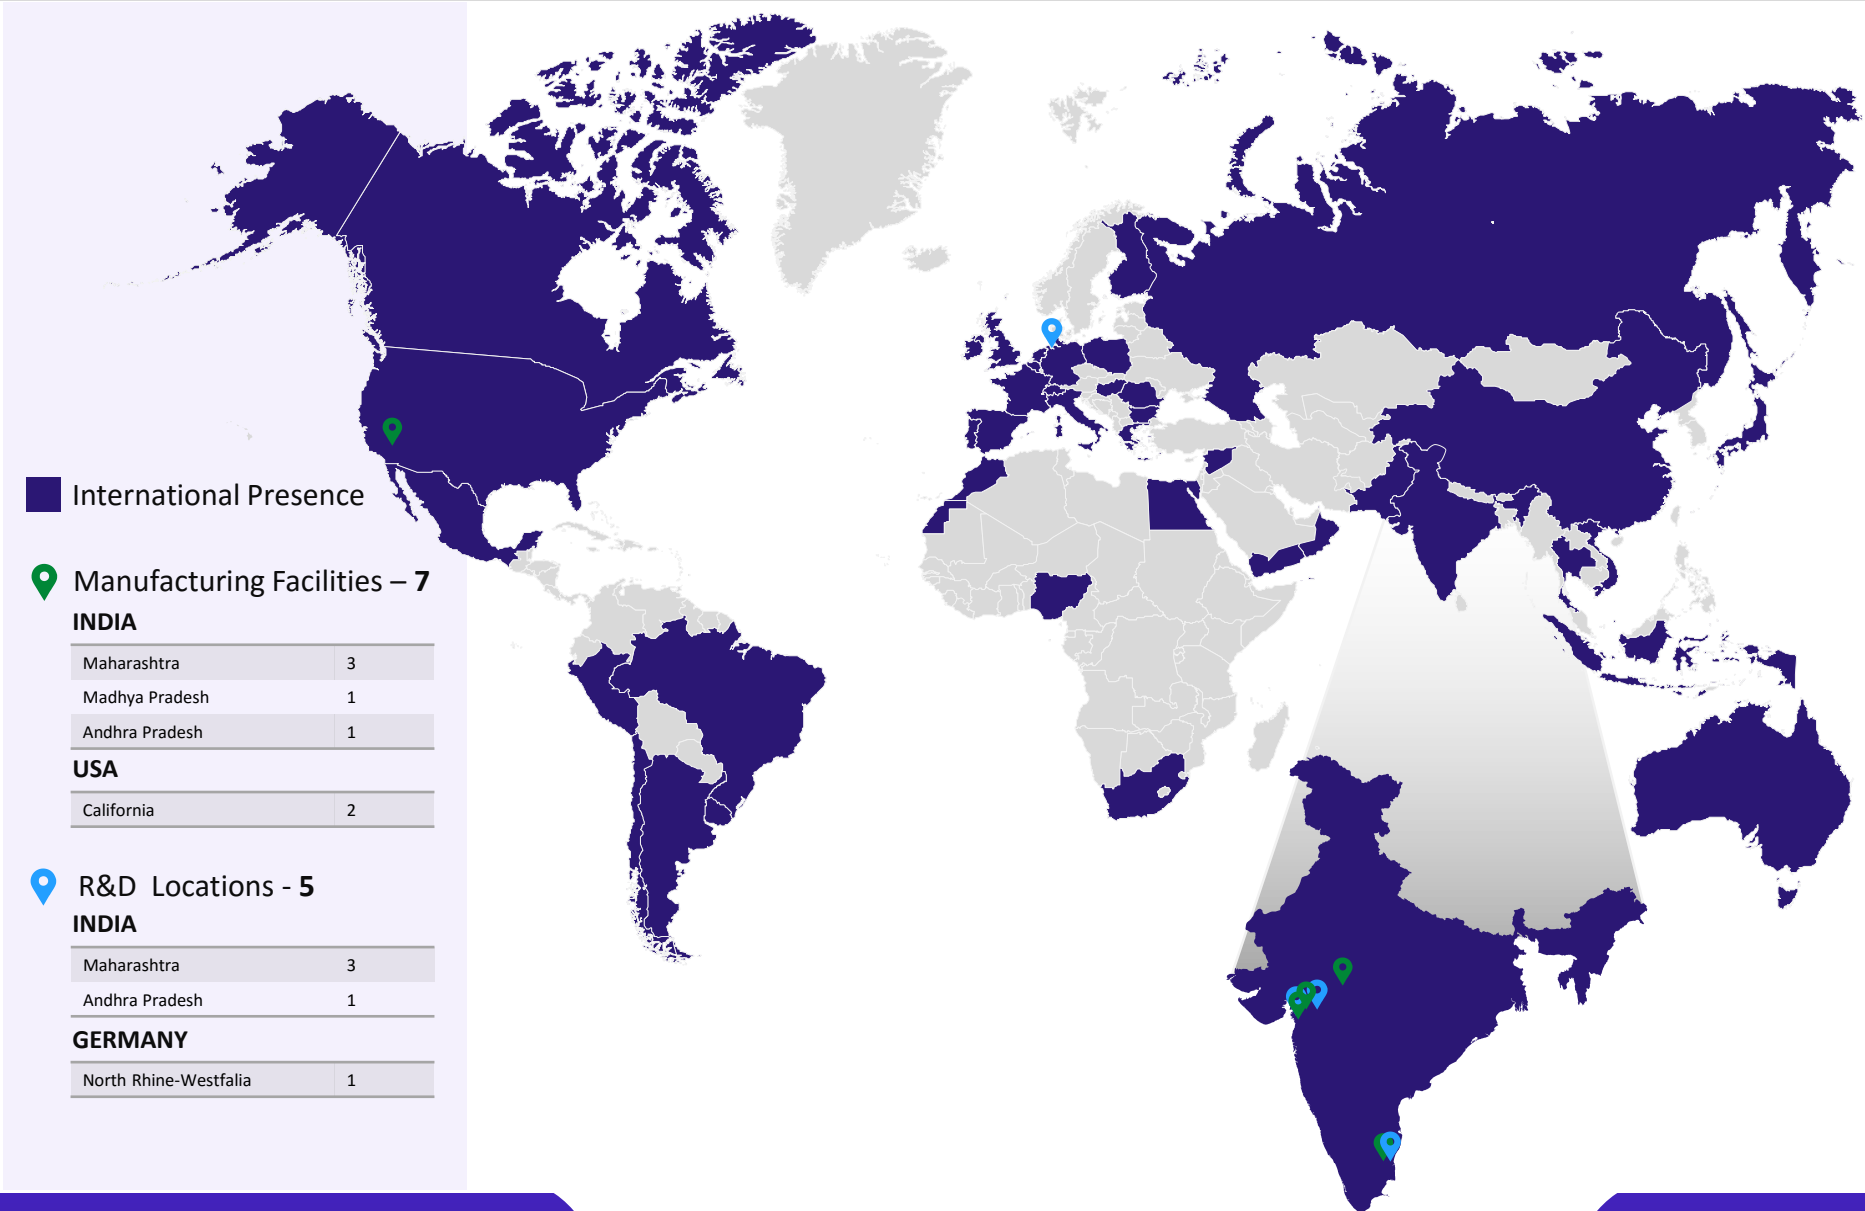 International Presence
Manufacturing Facilities – 7
INDIA
Maharashtra 3
Madhya Pradesh 1
Andhra Pradesh 1
USA
California 2
R&D Locations - 5
INDIA
Maharashtra 3
Andhra Pradesh 1
GERMANY
North Rhine-Westfalia 1